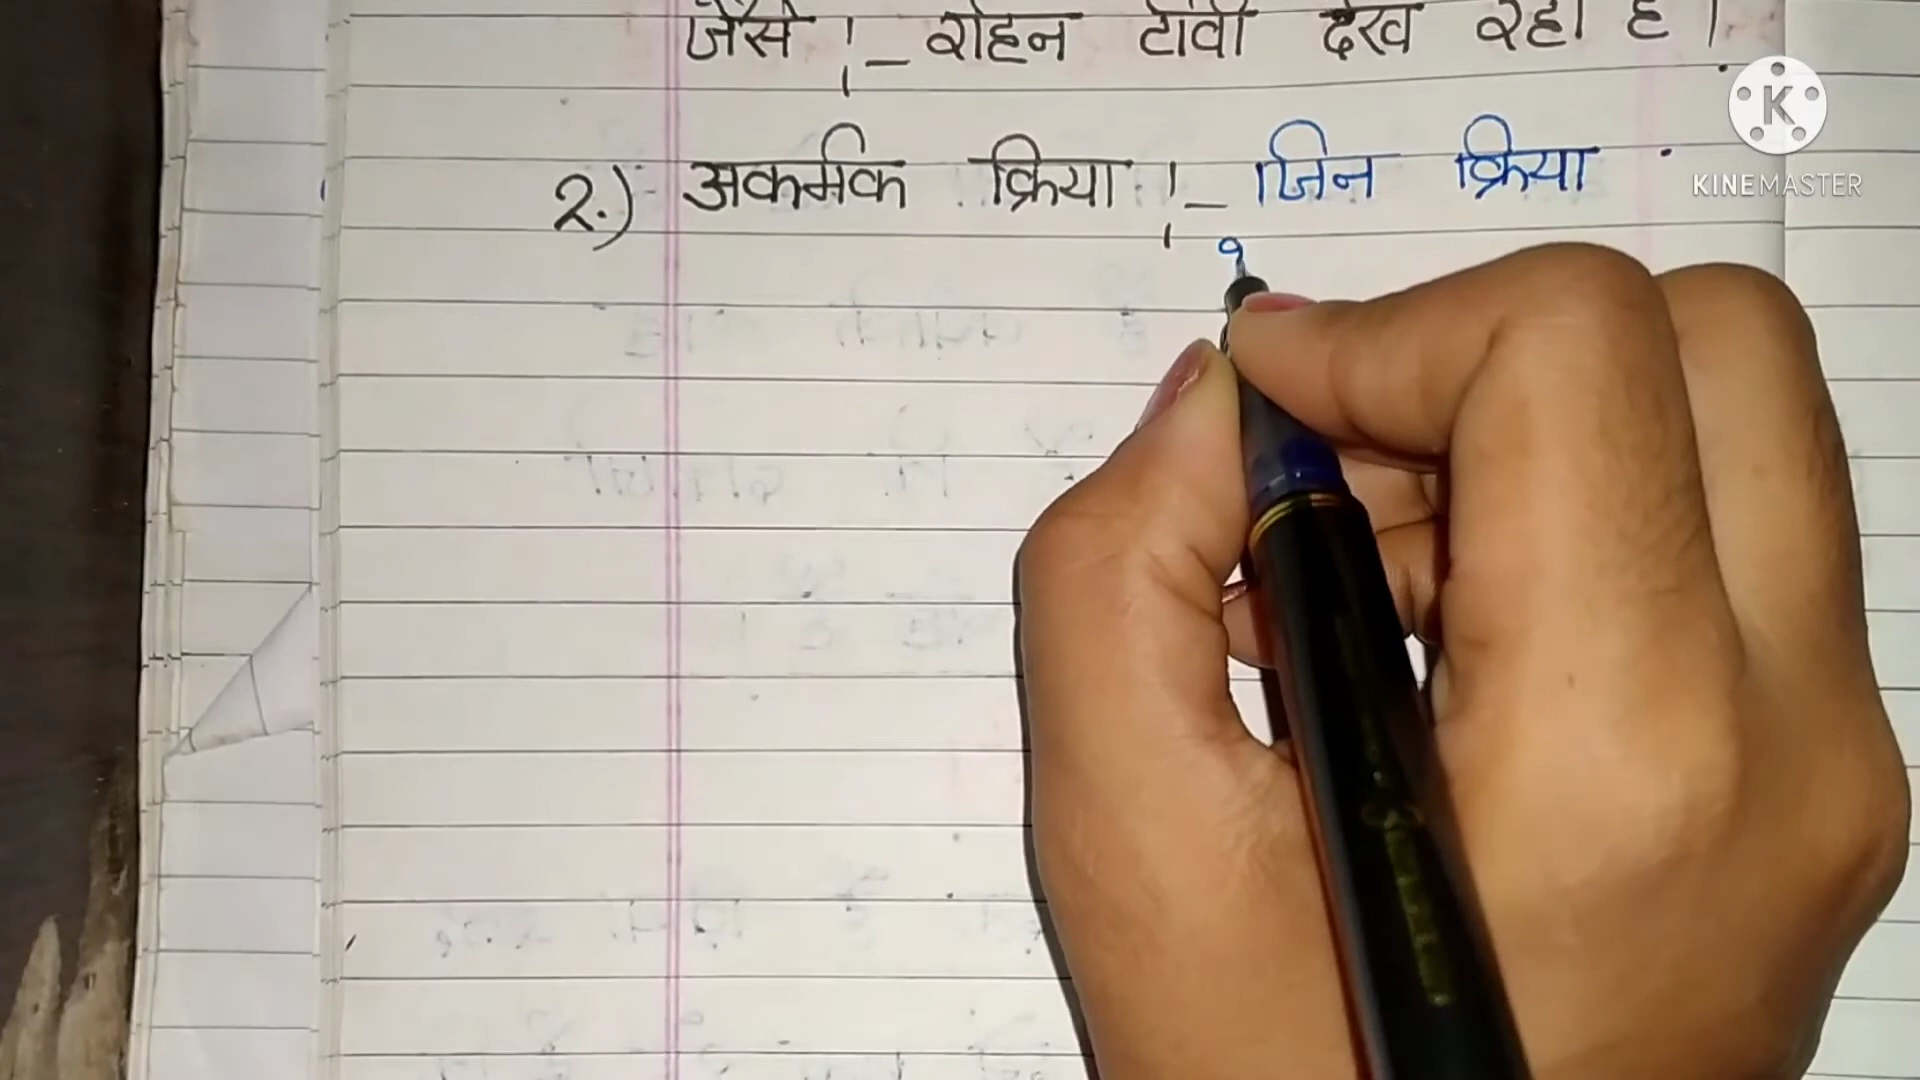 जैसे :- रोहन टीवी देख रहा है।
2.) अकर्मक क्रिया :- जिन क्रिया
KINEMASTER